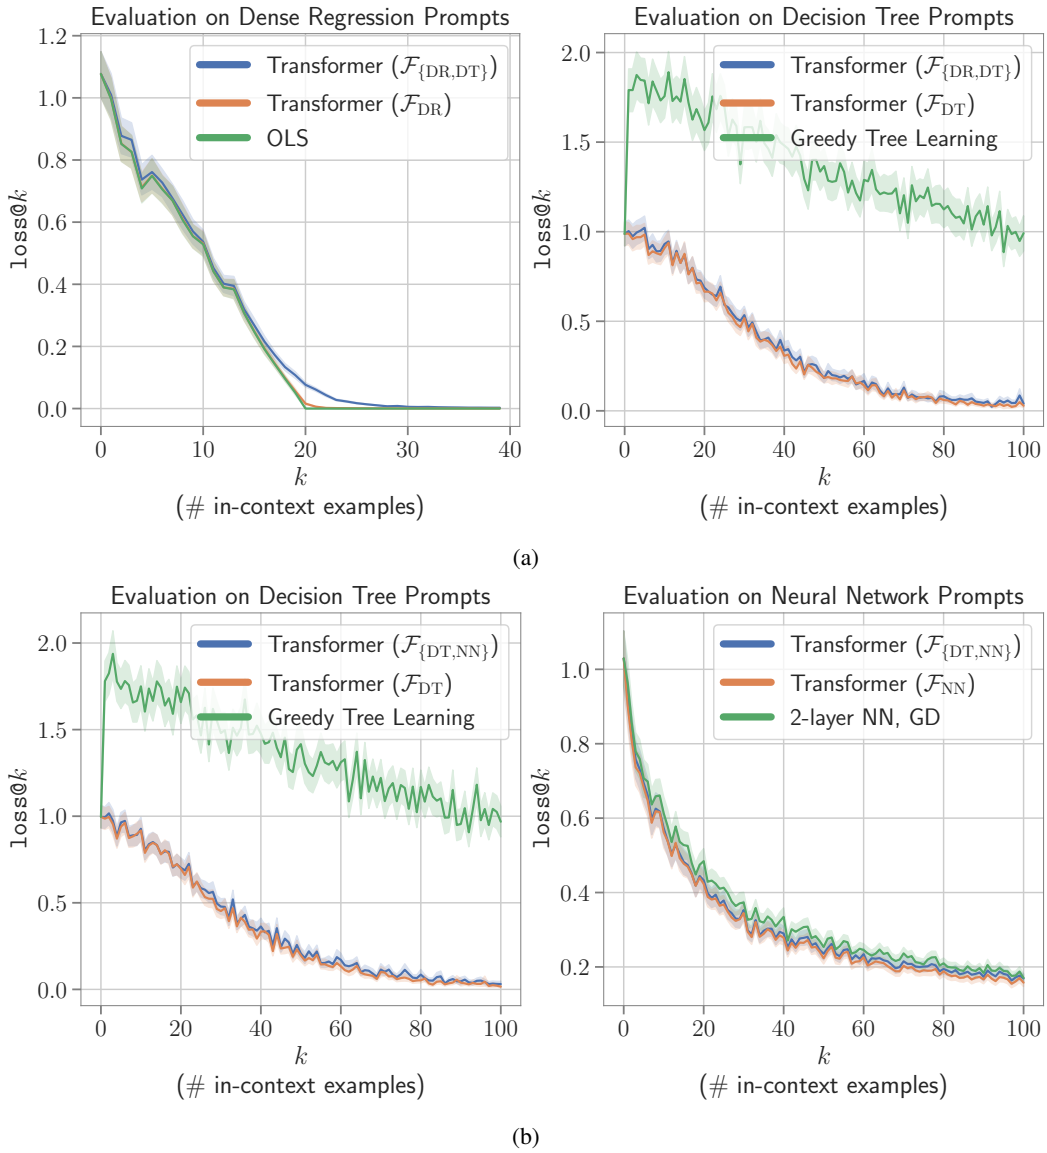 Evaluation on Dense Regression Prompts
Transformer (F{DR,DT})
Transformer (FDR)
OLS
loss@k
1.2
1.0
0.8
0.6
0.4
0.2
0.0
0 10 20 30 40
k
(# in-context examples)
Evaluation on Decision Tree Prompts
Transformer (F{DR,DT})
Transformer (FDT)
Greedy Tree Learning
loss@k
2.0
1.5
1.0
0.5
0.0
0 20 40 60 80 100
k
(# in-context examples)
(a)
Evaluation on Decision Tree Prompts
Transformer (F{DT,NN})
Transformer (FDT)
Greedy Tree Learning
loss@k
2.0
1.5
1.0
0.5
0.0
0 20 40 60 80 100
k
(# in-context examples)
Evaluation on Neural Network Prompts
Transformer (F{DT,NN})
Transformer (FNN)
2-layer NN, GD
loss@k
1.0
0.8
0.6
0.4
0.2
0 20 40 60 80 100
k
(# in-context examples)
(b)